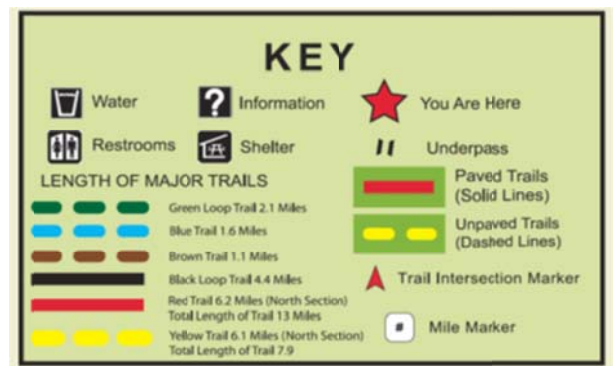 KEY
Water
Information
You Are Here
Restrooms
Shelter
Underpass
LENGTH OF MAJOR TRAILS
Green Loop Trail 2.1 Miles
Blue Trail 1.6 Miles
Brown Trail 1.1 Miles
Black Loop Trail 4.4 Miles
Red Trail 6.2 Miles (North Section)
Total Length of Trail 13 Miles
Yellow Trail 6.1 Miles (North Section)
Total Length of Trail 7.9
Paved Trails
(Solid Lines)
Unpaved Trails
(Dashed Lines)
Trail Intersection Marker
# Mile Marker